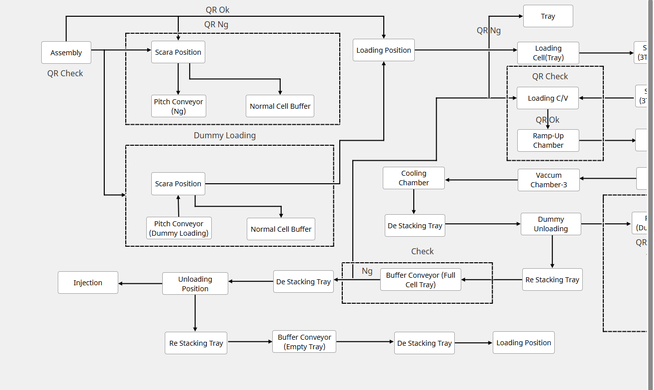 QR Ok
Tray
QR Ng
QR Ng
Assembly
Scara Position
Loading Position
Loading
Cell(Tray)
S
(3T
QR Check
QR Check
Pitch Conveyor
(Ng)
Normal Cell Buffer
Loading C/V
S
(3T
QR Ok
Dummy Loading
Ramp-Up
Chamber
Scara Position
Cooling
Chamber
Vaccum
Chamber-3
Pitch Conveyor
(Dummy Loading)
Normal Cell Buffer
De Stacking Tray
Dummy
Unloading
(Du
QR
Check
Ng
Injection
Unloading
Position
De Stacking Tray
Buffer Conveyor (Full
Cell Tray)
Re Stacking Tray
Re Stacking Tray
Buffer Conveyor
(Empty Tray)
De Stacking Tray
Loading Position